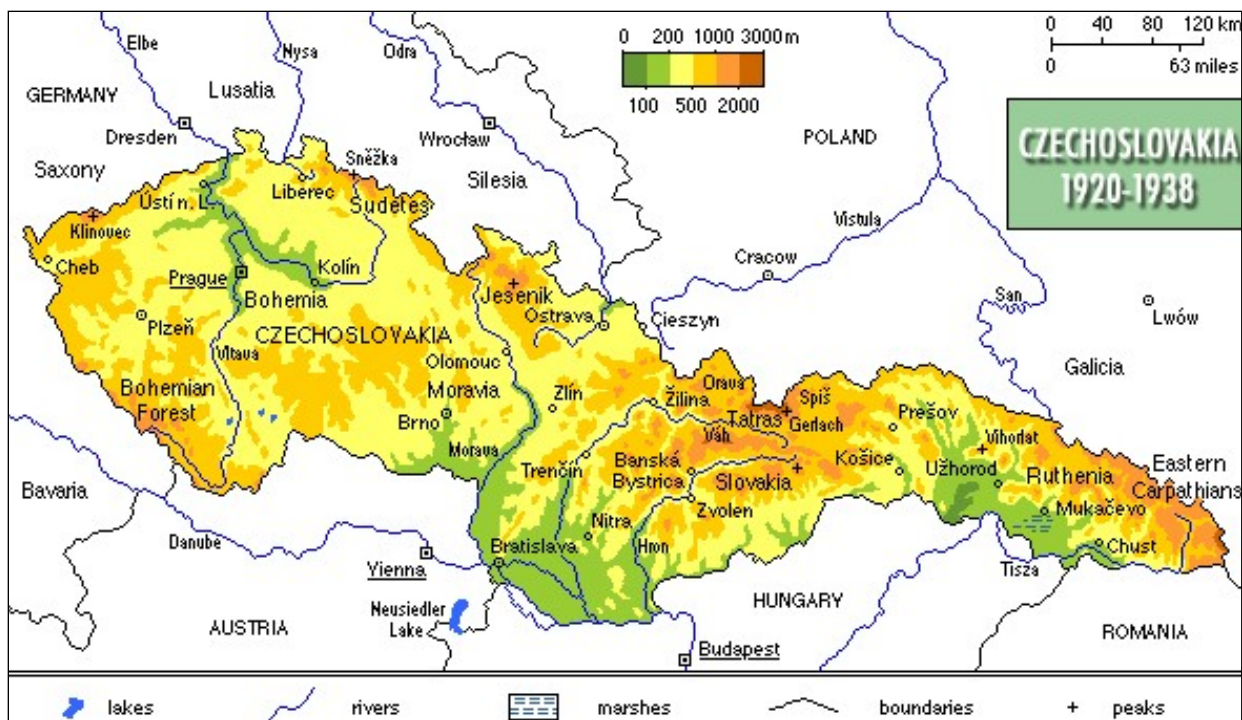 Elbe
Nysa
Odra
0 200 1000 3000 m
100 500 2000
0 40 80 120 km
0 63 miles
GERMANY
Lusatia
Dresden
Wrocław
POLAND
CZECHOSLOVAKIA
1920-1938
Saxony
Sněžka
Silesia
Ústí n. L.
Liberec
Sudetes
Klinovec
Vistula
Cheb
Prague
Kolín
Cracow
Bohemia
Jesenik
San
Lwów
Plzeň
CZECHOSLOVAKIA
Ostrava
Cieszyn
Vltava
Olomouc
Galicia
Bohemian
Forest
Moravia
Zlín
Žilina
Orava
Tatras
Spiš
Gerlach
Prešov
Brno
Váh
Vihorlat
Morava
Trenčín
Banská
Bystrica
Slovakia
Košice
Užhorod
Ruthenia
Eastern
Carpathians
Bavaria
Zvolen
Mukačevo
Danube
Nitra
Hron
Chust
Vienna
Bratislava
Tisza
Neusiedler
Lake
HUNGARY
AUSTRIA
Budapest
ROMANIA
lakes rivers marshes boundaries peaks